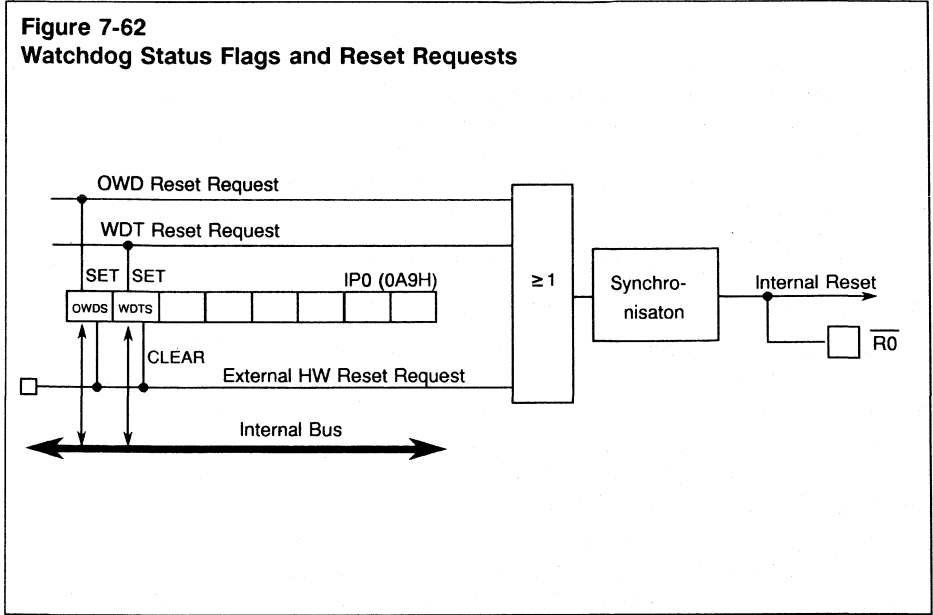 Figure 7-62
Watchdog Status Flags and Reset Requests
OWD Reset Request
WDT Reset Request
SET SET
IP0 (0A9H)
OWDS WDTS
≥ 1
Synchro-
nisaton
Internal Reset
R0
CLEAR
External HW Reset Request
Internal Bus